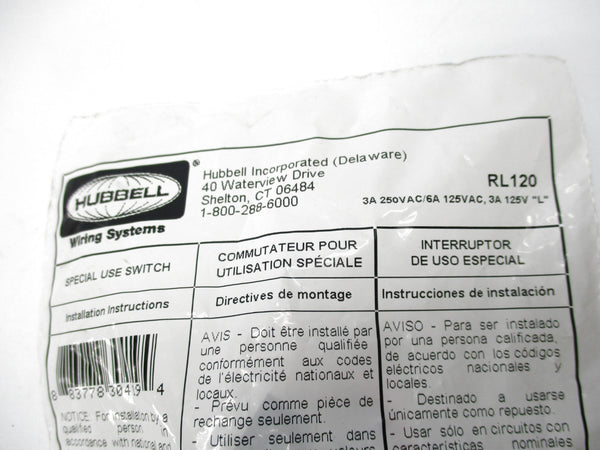 HUBBELL
®
Wiring Systems
Hubbell Incorporated (Delaware)
40 Waterview Drive
Shelton, CT 06484
1-800-288-6000
RL120
3A 250VAC/6A 125VAC, 3A 125V "L"
SPECIAL USE SWITCH
COMMUTATEUR POUR
UTILISATION SPÉCIALE
INTERRUPTOR
DE USO ESPECIAL
Installation Instructions
Directives de montage
Instrucciones de instalación
8 83778 30419 4
NOTICE: For installation by a
qualified person in
accordance with national and
AVIS - Doit être installé par
une personne qualifiée
conformément aux codes
de l'électricité nationaux et
locaux.
- Prévu comme pièce de
rechange seulement.
- Utiliser seulement dans
valeurs
AVISO - Para ser instalado
por una persona calificada,
de acuerdo con los códigos
eléctricos nacionales y
locales.
- Destinado a usarse
únicamente como repuesto.
- Usar sólo en circuitos con
características nominales